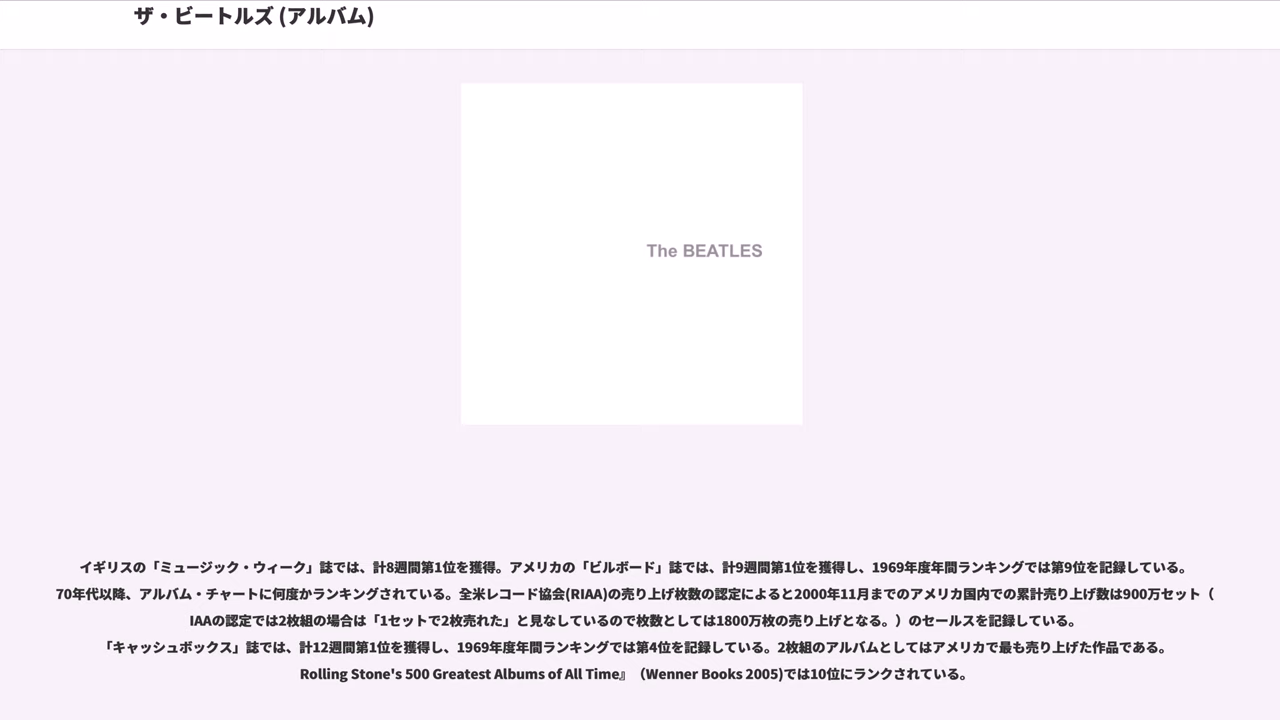 ザ・ビートルズ (アルバム)
The BEATLES
イギリスの「ミュージック・ウィーク」誌では、計8週間第1位を獲得。アメリカの「ビルボード」誌では、計9週間第1位を獲得し、1969年度年間ランキングでは第9位を記録している。
70年代以降、アルバム・チャートに何度かランキングされている。全米レコード協会(RIAA)の売り上げ枚数の認定によると2000年11月までのアメリカ国内での累計売り上げ数は900万セット（
IAAの認定では2枚組の場合は「1セットで2枚売れた」と見なしているので枚数としては1800万枚の売り上げとなる。）のセールスを記録している。
「キャッシュボックス」誌では、計12週間第1位を獲得し、1969年度年間ランキングでは第4位を記録している。2枚組のアルバムとしてはアメリカで最も売り上げた作品である。
Rolling Stone's 500 Greatest Albums of All Time』（Wenner Books 2005)では10位にランクされている。